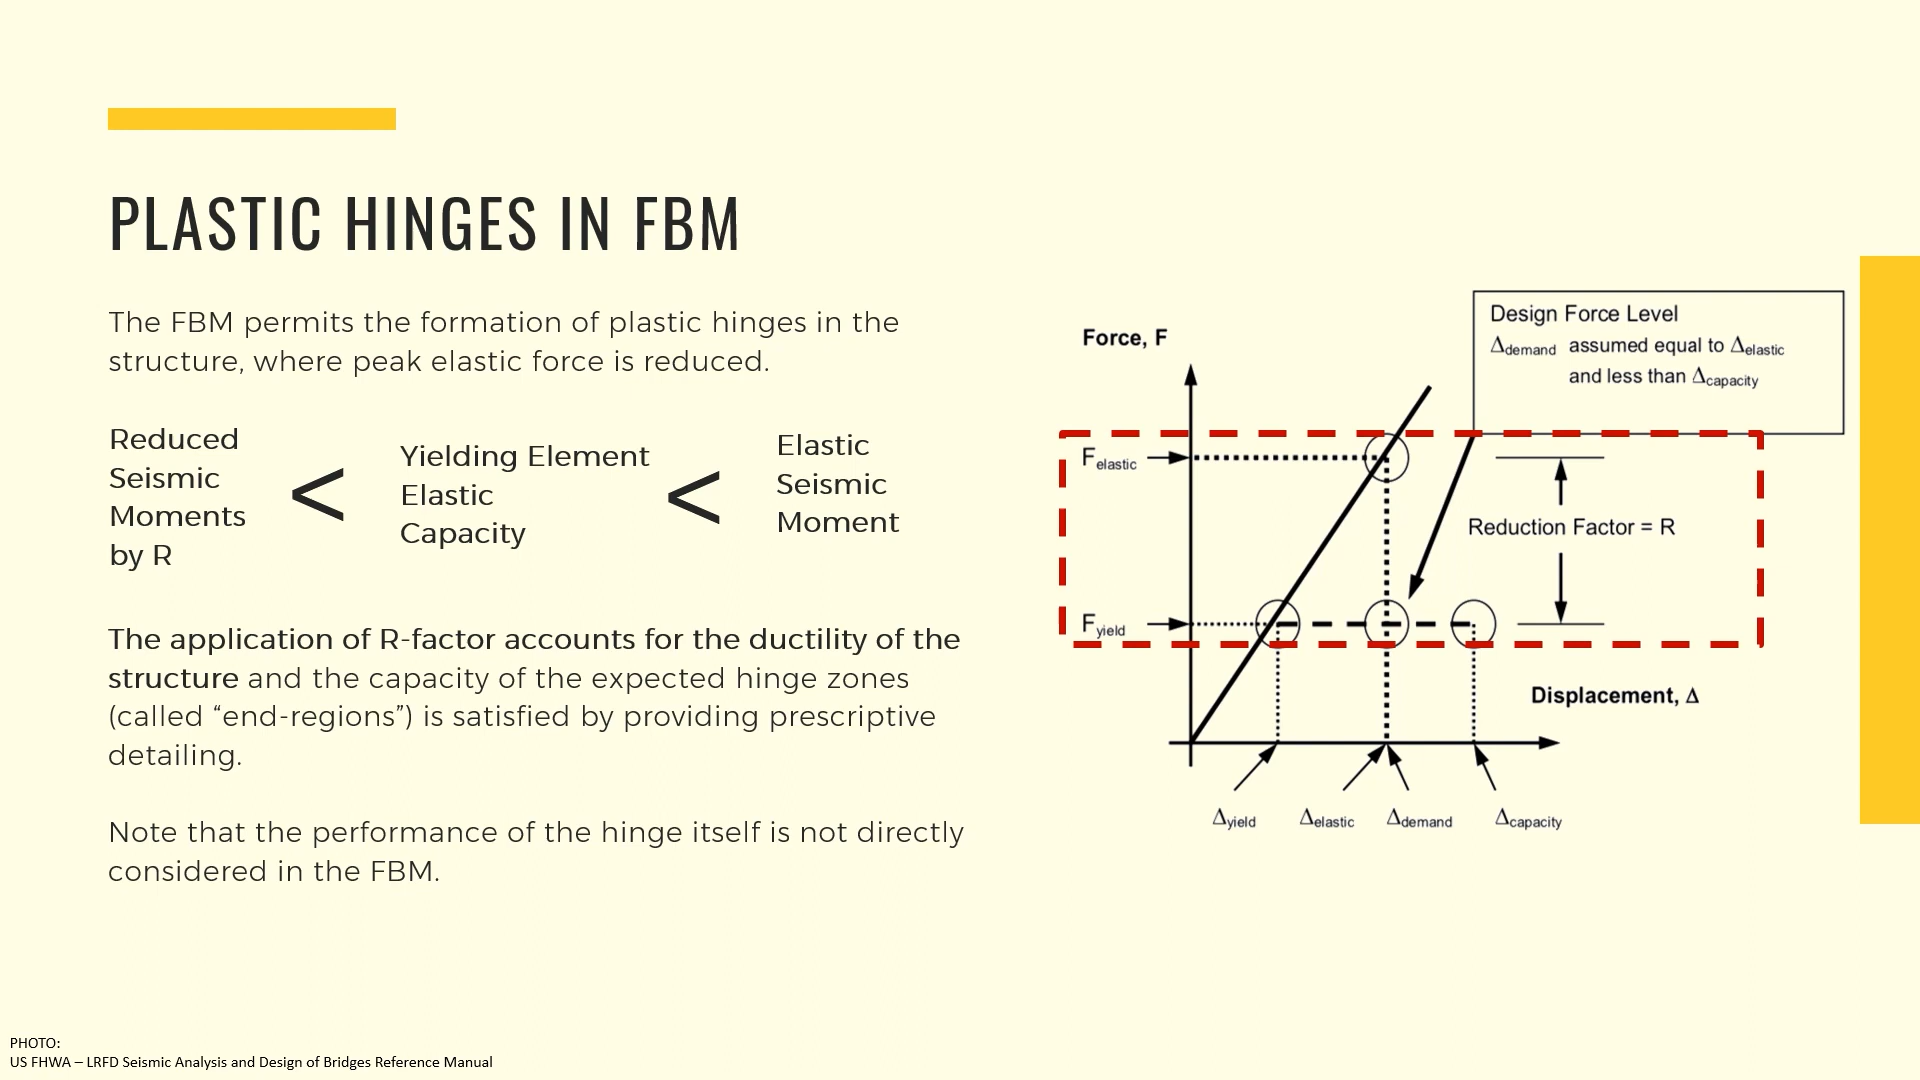 PLASTIC HINGES IN FBM
The FBM permits the formation of plastic hinges in the
structure, where peak elastic force is reduced.
Reduced
Seismic
Moments
by R
<
Yielding Element
Elastic
Capacity
<
Elastic
Seismic
Moment
The application of R-factor accounts for the ductility of the
structure and the capacity of the expected hinge zones
(called “end-regions”) is satisfied by providing prescriptive
detailing.
Note that the performance of the hinge itself is not directly
considered in the FBM.
Design Force Level
Δdemand assumed equal to Δelastic
and less than Δcapacity
Force, F
Felastic
Reduction Factor = R
Fyield
Displacement, Δ
Δyield Δelastic Δdemand Δcapacity
PHOTO:
US FHWA – LRFD Seismic Analysis and Design of Bridges Reference Manual